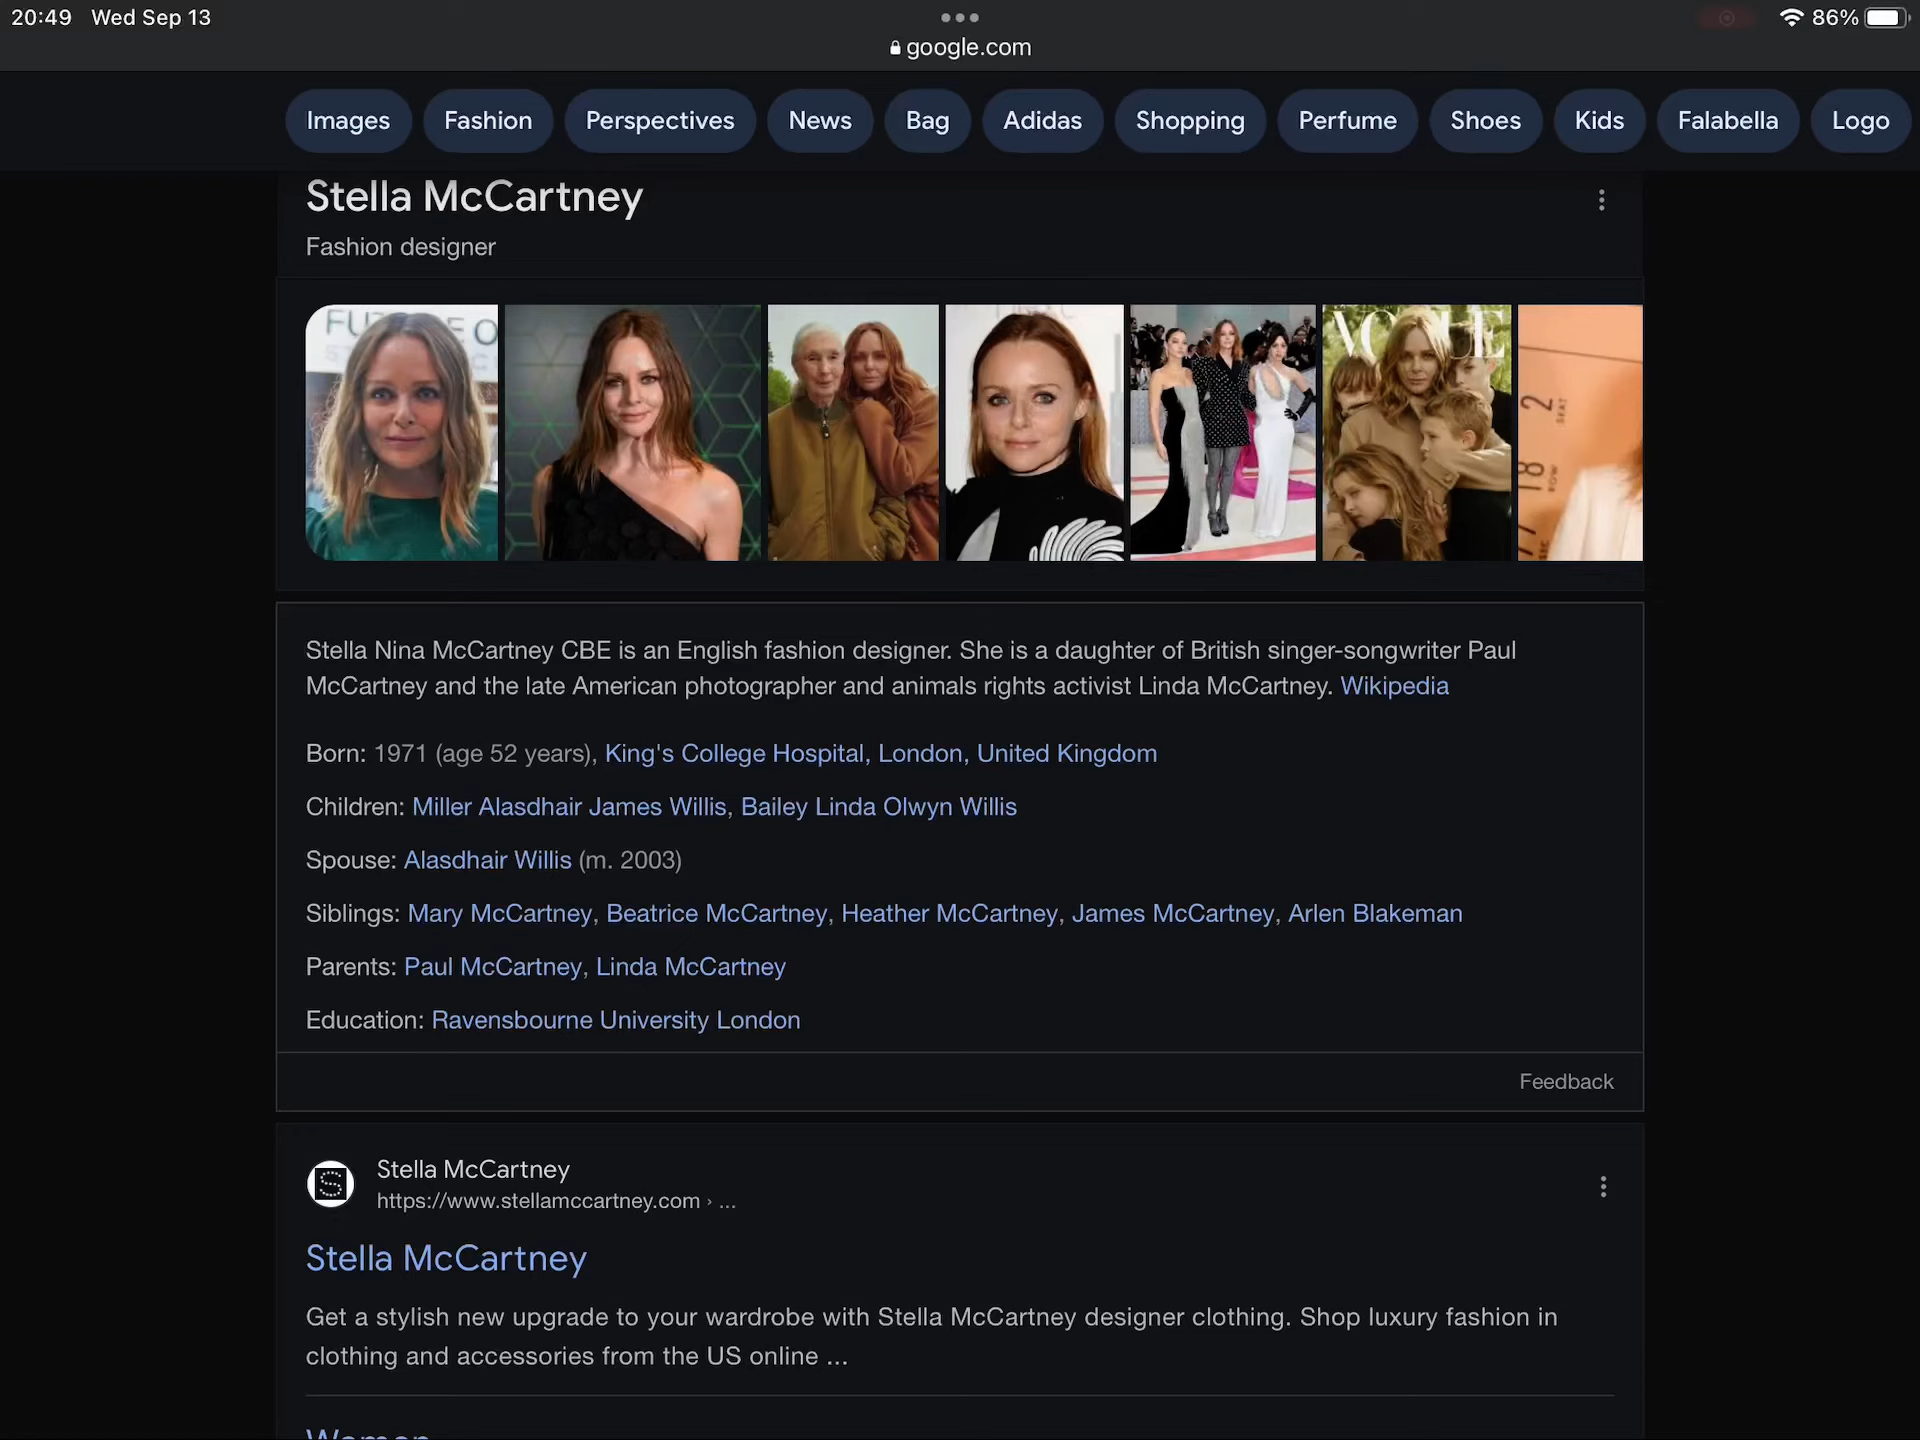 20:49 Wed Sep 13
86%
google.com
Images Fashion Perspectives News Bag Adidas Shopping Perfume Shoes Kids Falabella Logo
Stella McCartney
Fashion designer
VOGUE
2
SEAT
18
ROW
Stella Nina McCartney CBE is an English fashion designer. She is a daughter of British singer-songwriter Paul
McCartney and the late American photographer and animals rights activist Linda McCartney. Wikipedia
Born: 1971 (age 52 years), King's College Hospital, London, United Kingdom
Children: Miller Alasdhair James Willis, Bailey Linda Olwyn Willis
Spouse: Alasdhair Willis (m. 2003)
Siblings: Mary McCartney, Beatrice McCartney, Heather McCartney, James McCartney, Arlen Blakeman
Parents: Paul McCartney, Linda McCartney
Education: Ravensbourne University London
Feedback
Stella McCartney
https://www.stellamccartney.com › ...
Stella McCartney
Get a stylish new upgrade to your wardrobe with Stella McCartney designer clothing. Shop luxury fashion in
clothing and accessories from the US online ...
Women